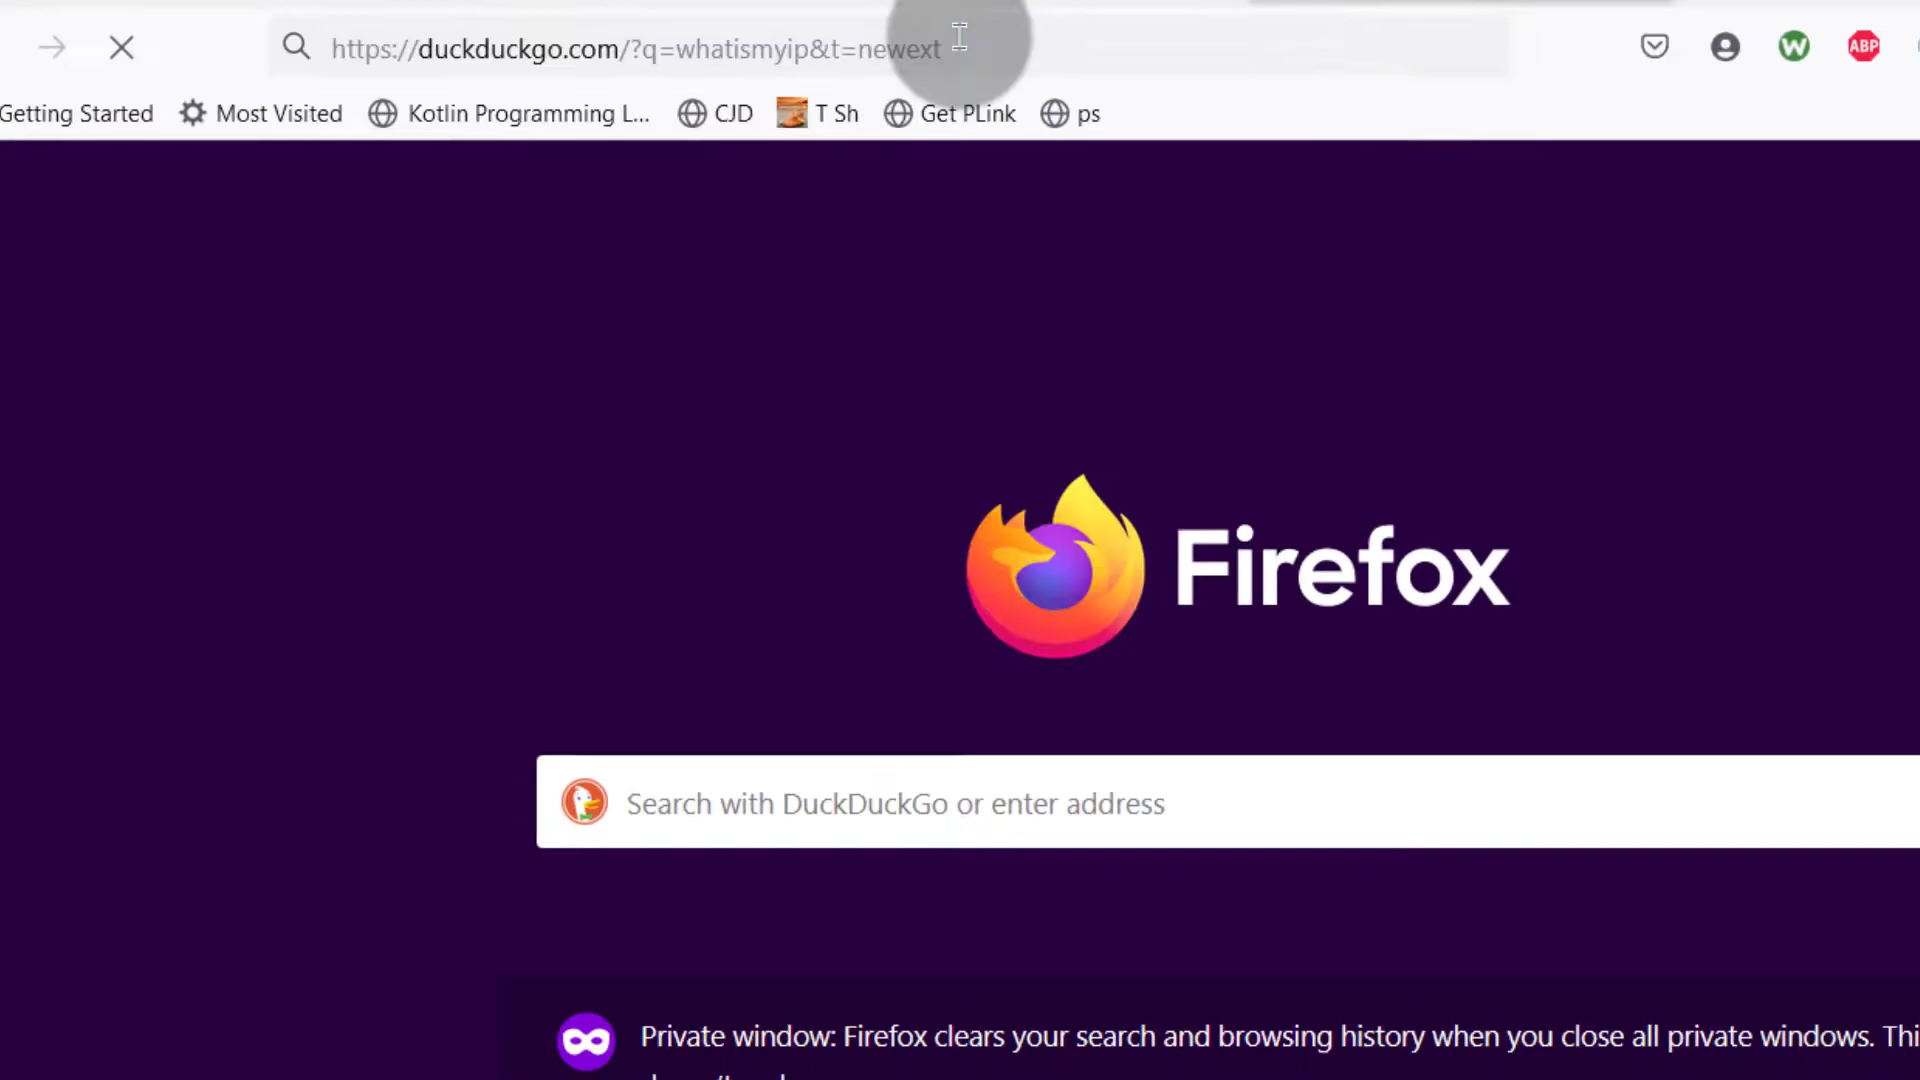 https://duckduckgo.com/?q=whatismyip&t=newext
W
ABP
Getting Started Most Visited Kotlin Programming L... CJD T Sh Get PLink ps
Firefox
Search with DuckDuckGo or enter address
Private window: Firefox clears your search and browsing history when you close all private windows. Thi